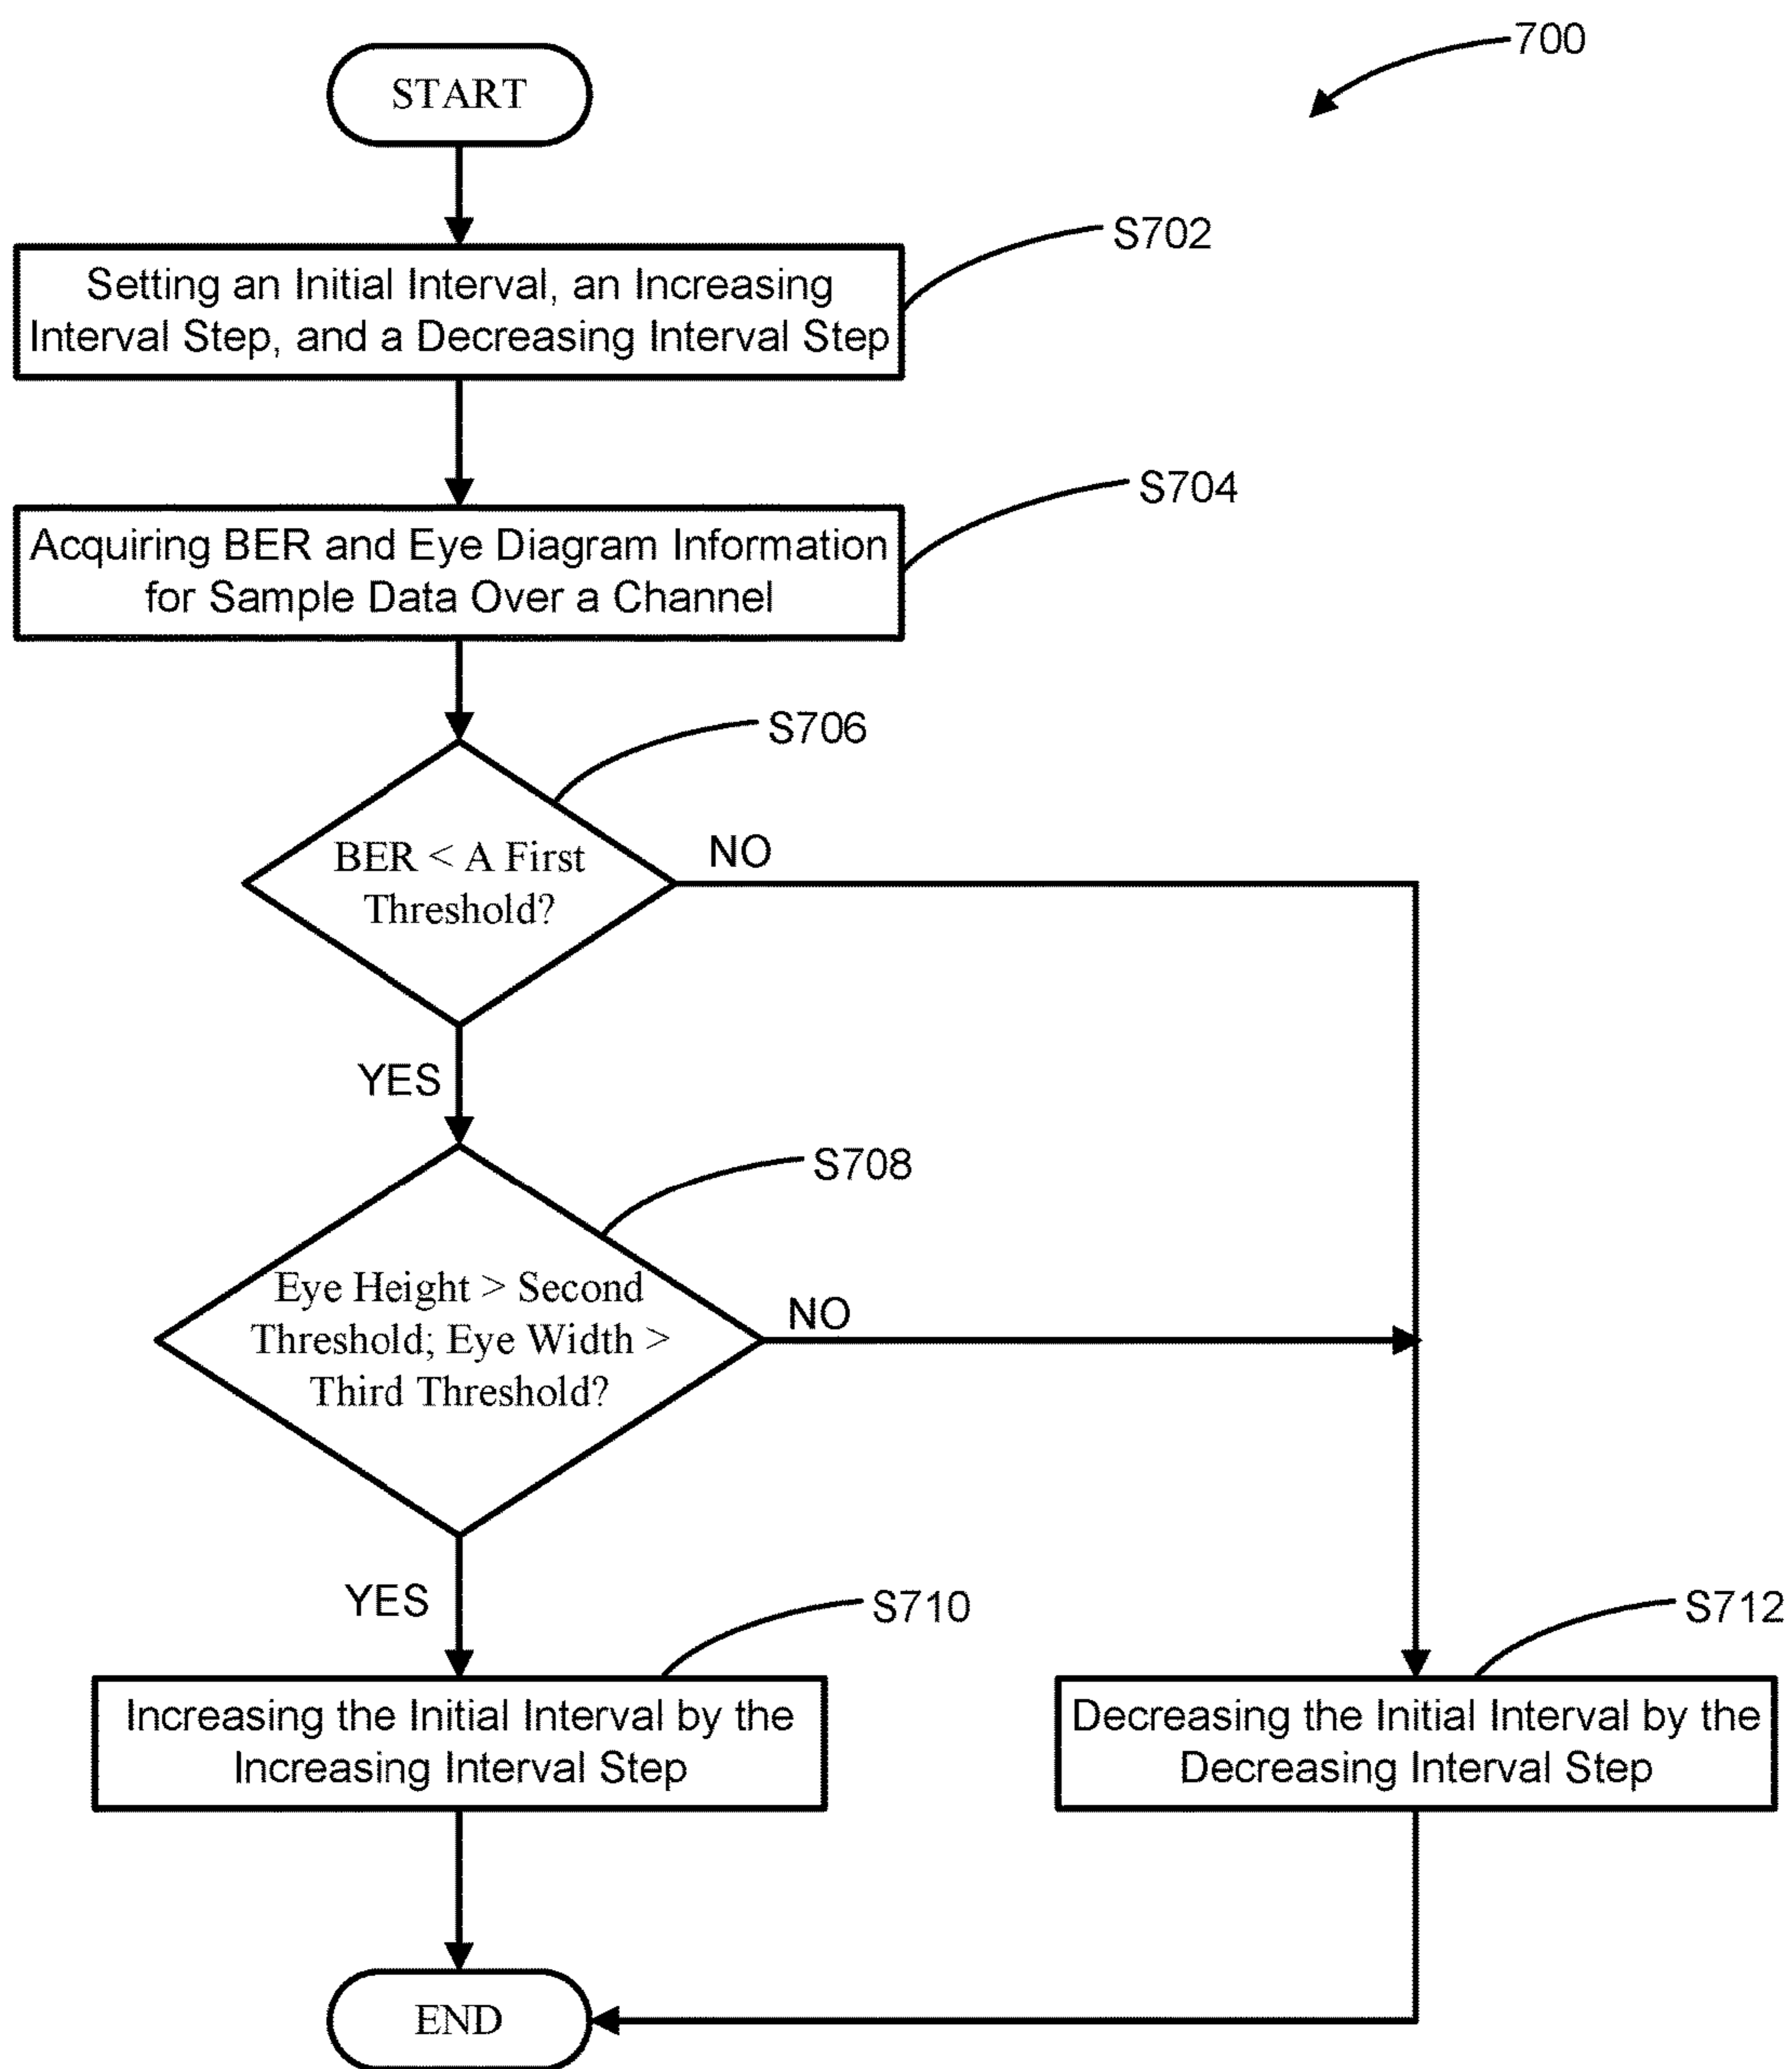 700
START
S702
Setting an Initial Interval, an Increasing
Interval Step, and a Decreasing Interval Step
S704
Acquiring BER and Eye Diagram Information
for Sample Data Over a Channel
S706
BER < A First
Threshold?
NO
YES
S708
Eye Height > Second
Threshold; Eye Width >
Third Threshold?
NO
YES
S710
Increasing the Initial Interval by the
Increasing Interval Step
S712
Decreasing the Initial Interval by the
Decreasing Interval Step
END